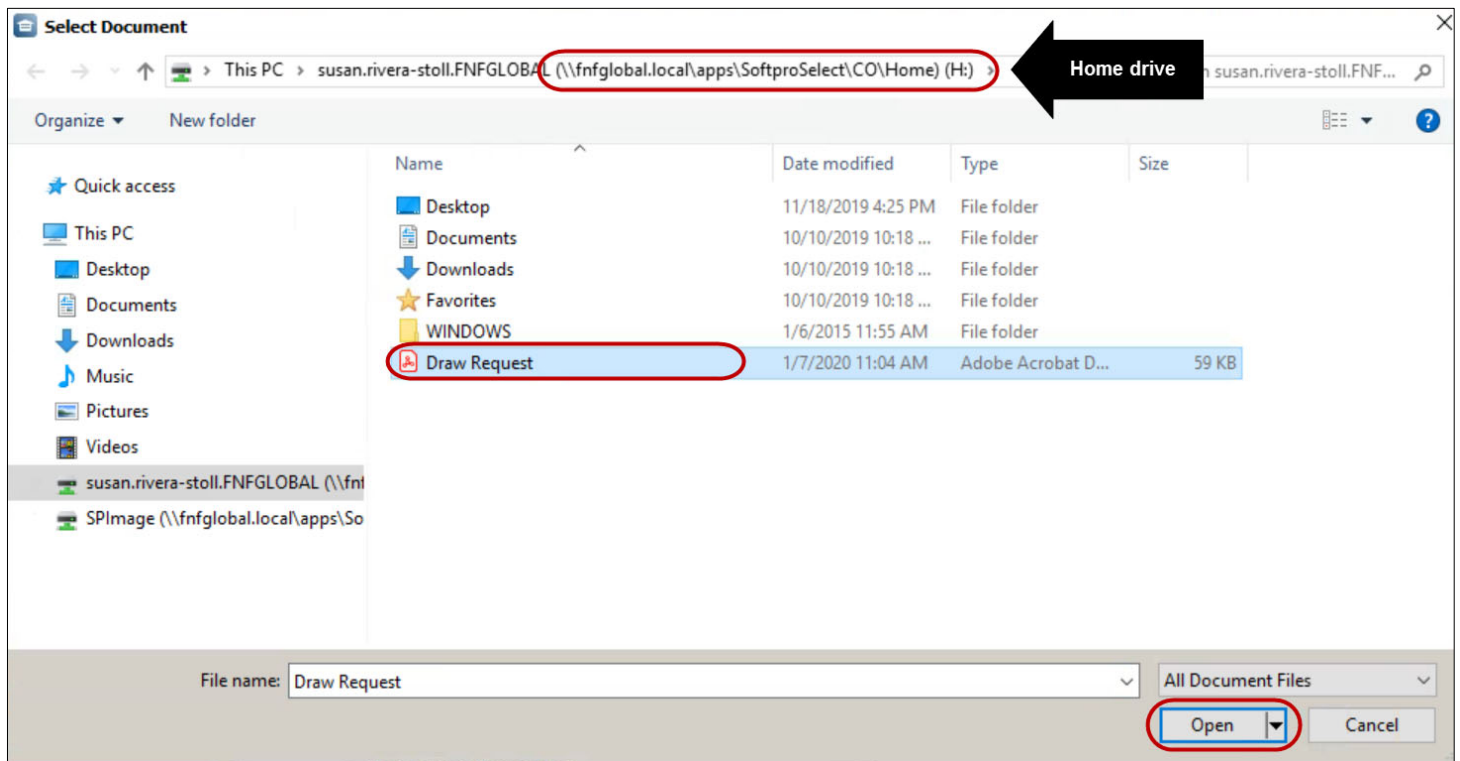 Select Document
This PC › susan.rivera-stoll.FNFGLOBAL (\\fnfglobal.local\apps\SoftproSelect\CO\Home) (H:) › Home drive susan.rivera-stoll.FNF...
Organize New folder ?
Name Date modified Type Size
Quick access
This PC
Desktop
Documents
Downloads
Music
Pictures
Videos
susan.rivera-stoll.FNFGLOBAL (\\fnf
SPImage (\\fnfglobal.local\apps\So
Desktop 11/18/2019 4:25 PM File folder
Documents 10/10/2019 10:18 ... File folder
Downloads 10/10/2019 10:18 ... File folder
Favorites 10/10/2019 10:18 ... File folder
WINDOWS 1/6/2015 11:55 AM File folder
Draw Request 1/7/2020 11:04 AM Adobe Acrobat D... 59 KB
File name: Draw Request All Document Files
Open Cancel